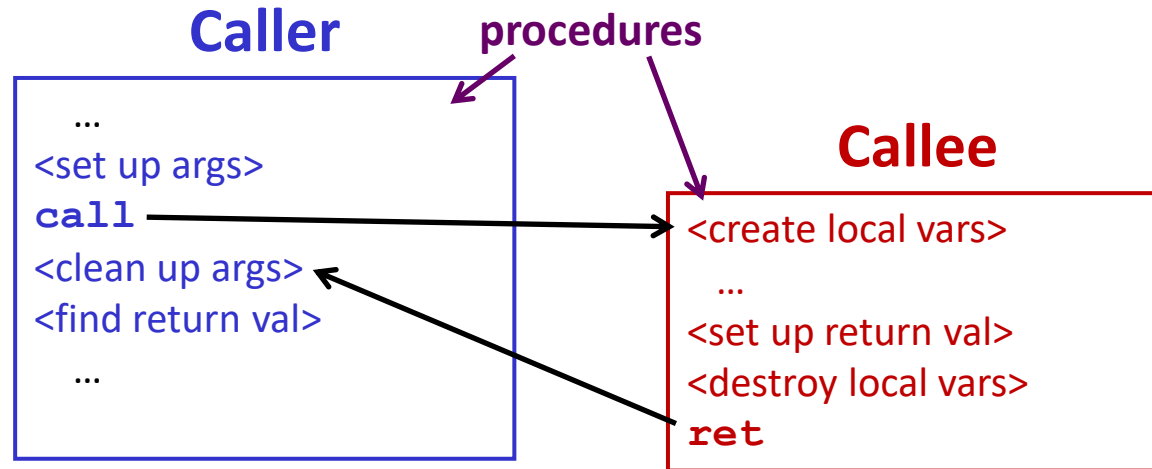 Caller
procedures
...
<set up args>
call
<clean up args>
<find return val>
...
Callee
<create local vars>
...
<set up return val>
<destroy local vars>
ret